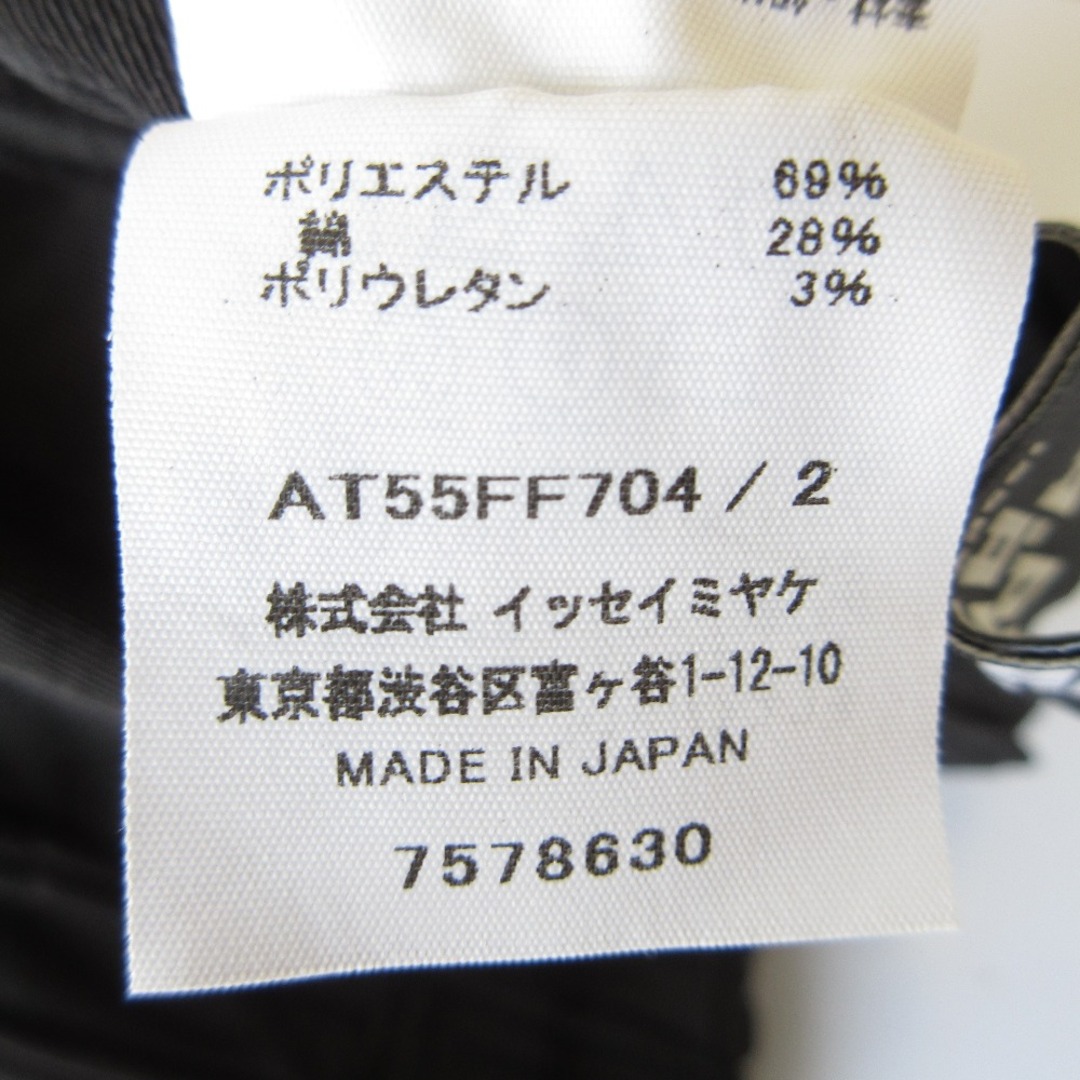 ポリエステル 69%
綿 28%
ポリウレタン 3%
AT55FF704 / 2
株式会社 イッセイミヤケ
東京都渋谷区富ヶ谷1-12-10
MADE IN JAPAN
7578630